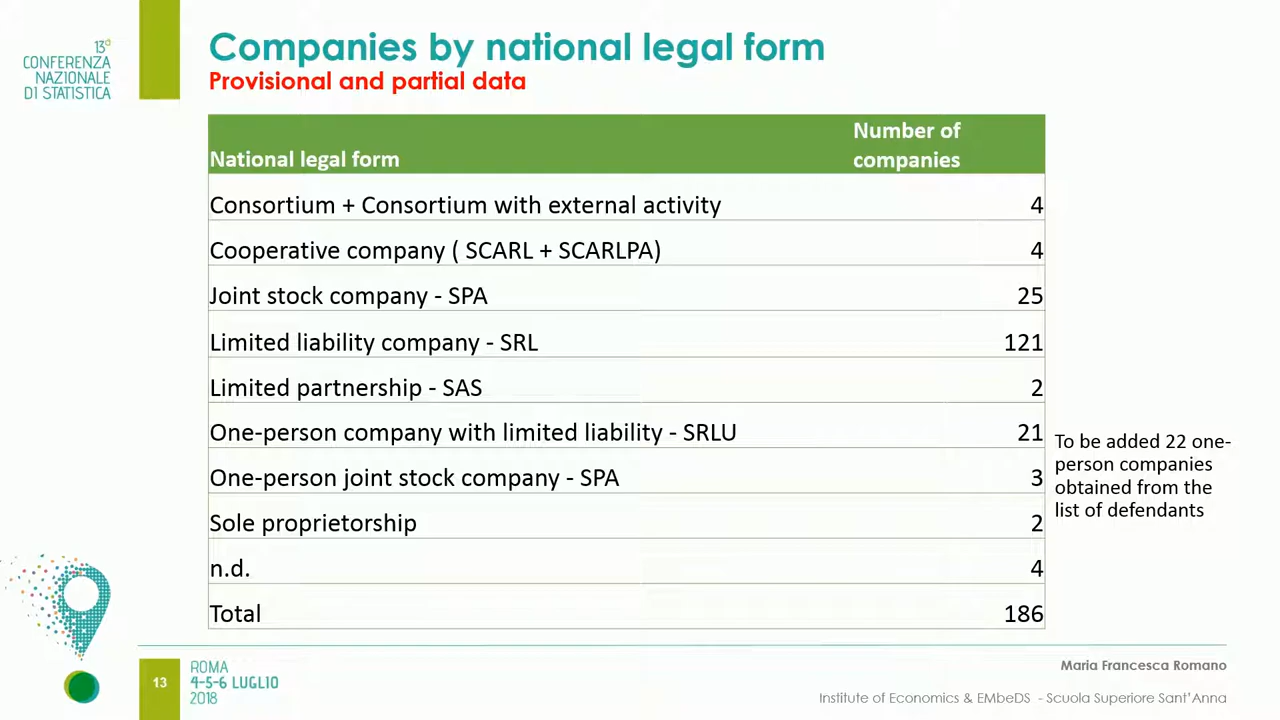 13a
CONFERENZA
NAZIONALE
DI STATISTICA
Companies by national legal form
Provisional and partial data
National legal form
Number of
companies
Consortium + Consortium with external activity 4
Cooperative company ( SCARL + SCARLPA) 4
Joint stock company - SPA 25
Limited liability company - SRL 121
Limited partnership - SAS 2
One-person company with limited liability - SRLU 21
One-person joint stock company - SPA 3
Sole proprietorship 2
n.d. 4
Total 186
To be added 22 one-
person companies
obtained from the
list of defendants
13
ROMA
4-5-6 LUGLIO
2018
Maria Francesca Romano
Institute of Economics & EMbeDS - Scuola Superiore Sant'Anna